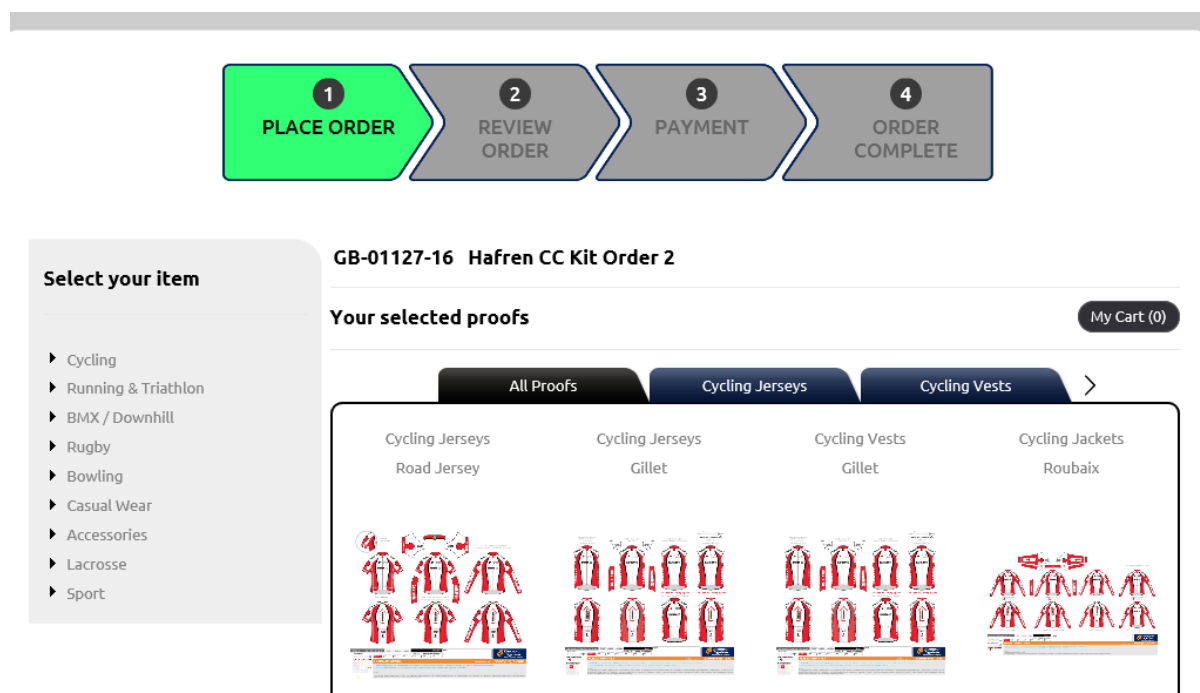 1
PLACE ORDER
2
REVIEW
ORDER
3
PAYMENT
4
ORDER
COMPLETE
Select your item
Cycling
Running & Triathlon
BMX / Downhill
Rugby
Bowling
Casual Wear
Accessories
Lacrosse
Sport
GB-01127-16 Hafren CC Kit Order 2
Your selected proofs
My Cart (0)
All Proofs
Cycling Jerseys
Cycling Vests
Cycling Jerseys
Road Jersey
Cycling Jerseys
Gillet
Cycling Vests
Gillet
Cycling Jackets
Roubaix